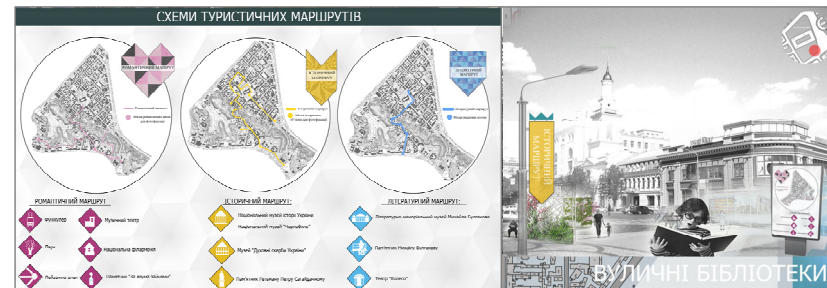 СХЕМИ ТУРИСТИЧНИХ МАРШРУТІВ
РОМАНТИЧНИЙ МАРШРУТ
ІСТОРИЧНИЙ
МАРШРУТ
ЛІТЕРАТУРНИЙ
МАРШРУТ
РОМАНТИЧНИЙ МАРШРУТ
Фунікулер
Музичний театр
Парк
Національна філармонія
ІСТОРИЧНИЙ МАРШРУТ:
Національний музей історії України
Національний музей "Чорнобиль"
Музей "Духовні скарби України"
Пам'ятник Гетьману Петру Сагайдачному
ЛІТЕРАТУРНИЙ МАРШРУТ:
Літературно-меморіальний музей Михайла Булгакова
Пам'ятник Михайлу Булгакову
Театр "Колесо"
ІСТОРИЧНИЙ
МАРШРУТ
ВУЛИЧНІ БІБЛІОТЕКИ